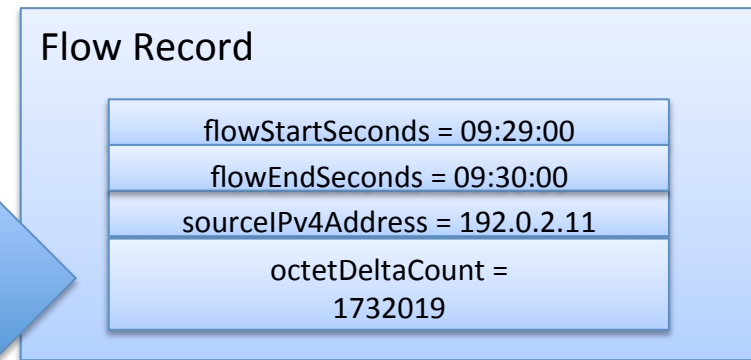 Flow Record
flowStartSeconds = 09:29:00
flowEndSeconds = 09:30:00
sourceIPv4Address = 192.0.2.11
octetDeltaCount =
1732019